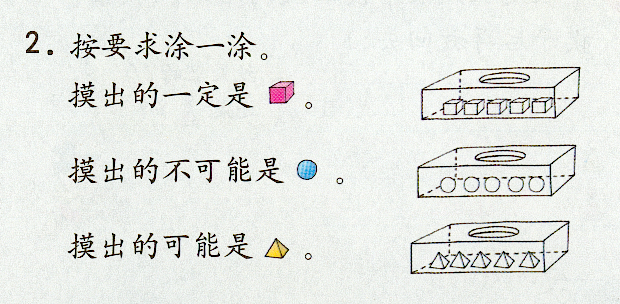 2. 按要求涂一涂。
摸出的一定是 。
摸出的不可能是 。
摸出的可能是 。